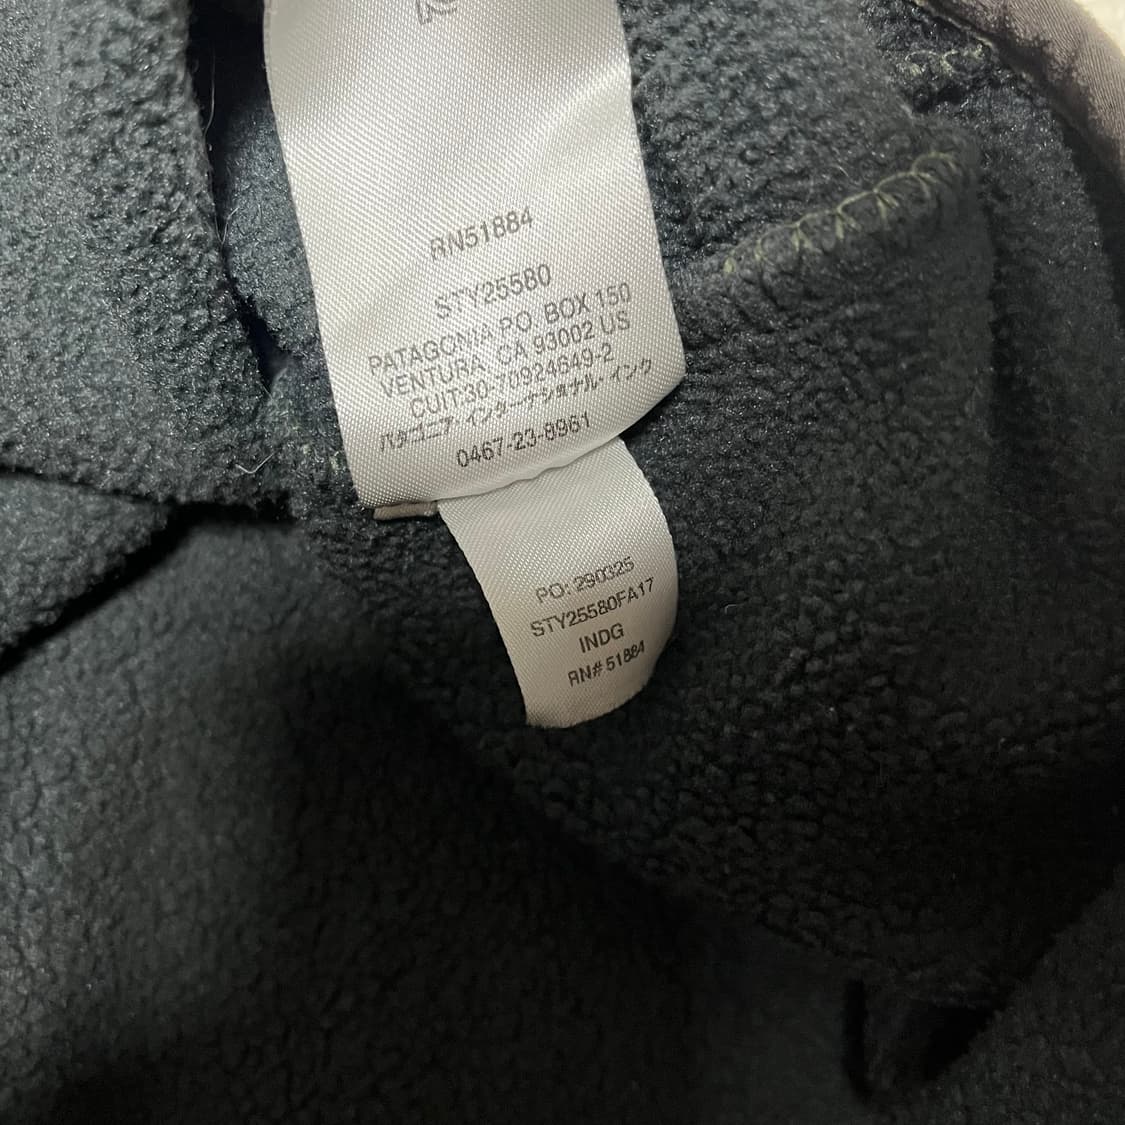 RN51884
STY25580
PATAGONIA P.O. BOX 150
VENTURA, CA 93002 US
CUIT:30-70924649-2
パタゴニア・インターナショナル・インク
0467-23-8961
PO: 290325
STY25580FA17
INDG
RN# 51884